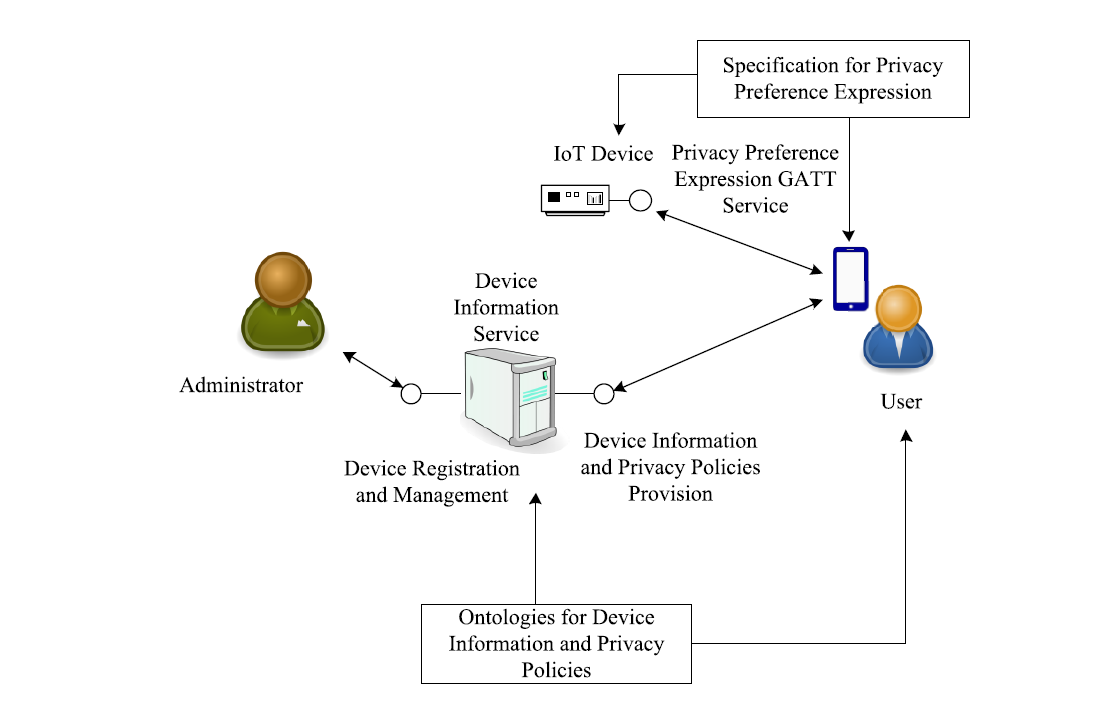 Specification for Privacy
Preference Expression
IoT Device
Privacy Preference
Expression GATT
Service
Device
Information
Service
Administrator
User
Device Registration
and Management
Device Information
and Privacy Policies
Provision
Ontologies for Device
Information and Privacy
Policies